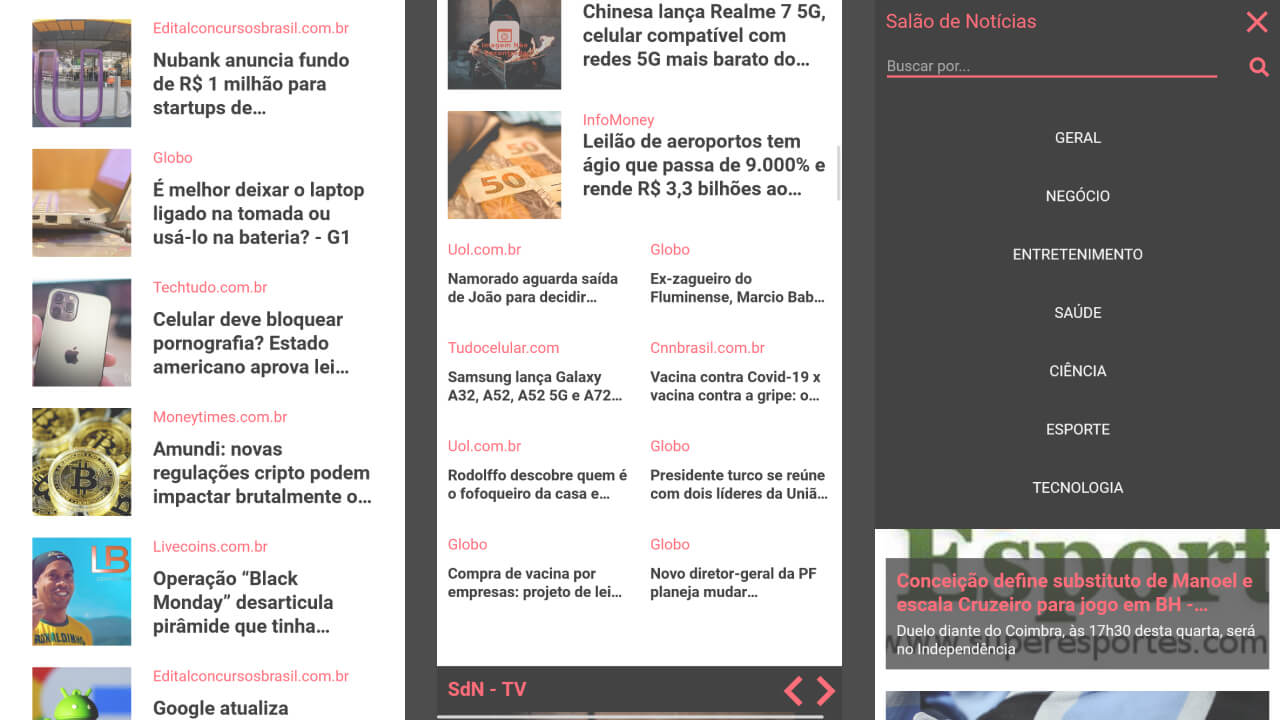 Editalconcursosbrasil.com.br
Nubank anuncia fundo
de R$ 1 milhão para
startups de…
Globo
É melhor deixar o laptop
ligado na tomada ou
usá-lo na bateria? - G1
Techtudo.com.br
Celular deve bloquear
pornografia? Estado
americano aprova lei…
Moneytimes.com.br
Amundi: novas
regulações cripto podem
impactar brutalmente o…
Livecoins.com.br
Operação “Black
Monday” desarticula
pirâmide que tinha…
LB
RONALDINHO
Editalconcursosbrasil.com.br
Google atualiza
Chinesa lança Realme 7 5G,
celular compatível com
redes 5G mais barato do…
InfoMoney
Leilão de aeroportos tem
ágio que passa de 9.000% e
rende R$ 3,3 bilhões ao…
50
50
Uol.com.br
Namorado aguarda saída
de João para decidir…
Globo
Ex-zagueiro do
Fluminense, Marcio Bab…
Tudocelular.com
Samsung lança Galaxy
A32, A52, A52 5G e A72…
Cnnbrasil.com.br
Vacina contra Covid-19 x
vacina contra a gripe: o…
Uol.com.br
Rodolffo descobre quem é
o fofoqueiro da casa e…
Globo
Presidente turco se reúne
com dois líderes da Uniã…
Globo
Compra de vacina por
empresas: projeto de lei…
Globo
Novo diretor-geral da PF
planeja mudar…
SdN - TV
Salão de Notícias
Buscar por...
GERAL
NEGÓCIO
ENTRETENIMENTO
SAÚDE
CIÊNCIA
ESPORTE
TECNOLOGIA
Esport
Conceição define substituto de Manoel e
escala Cruzeiro para jogo em BH -…
Duelo diante do Coimbra, às 17h30 desta quarta, será
no Independência
www.superesportes.com